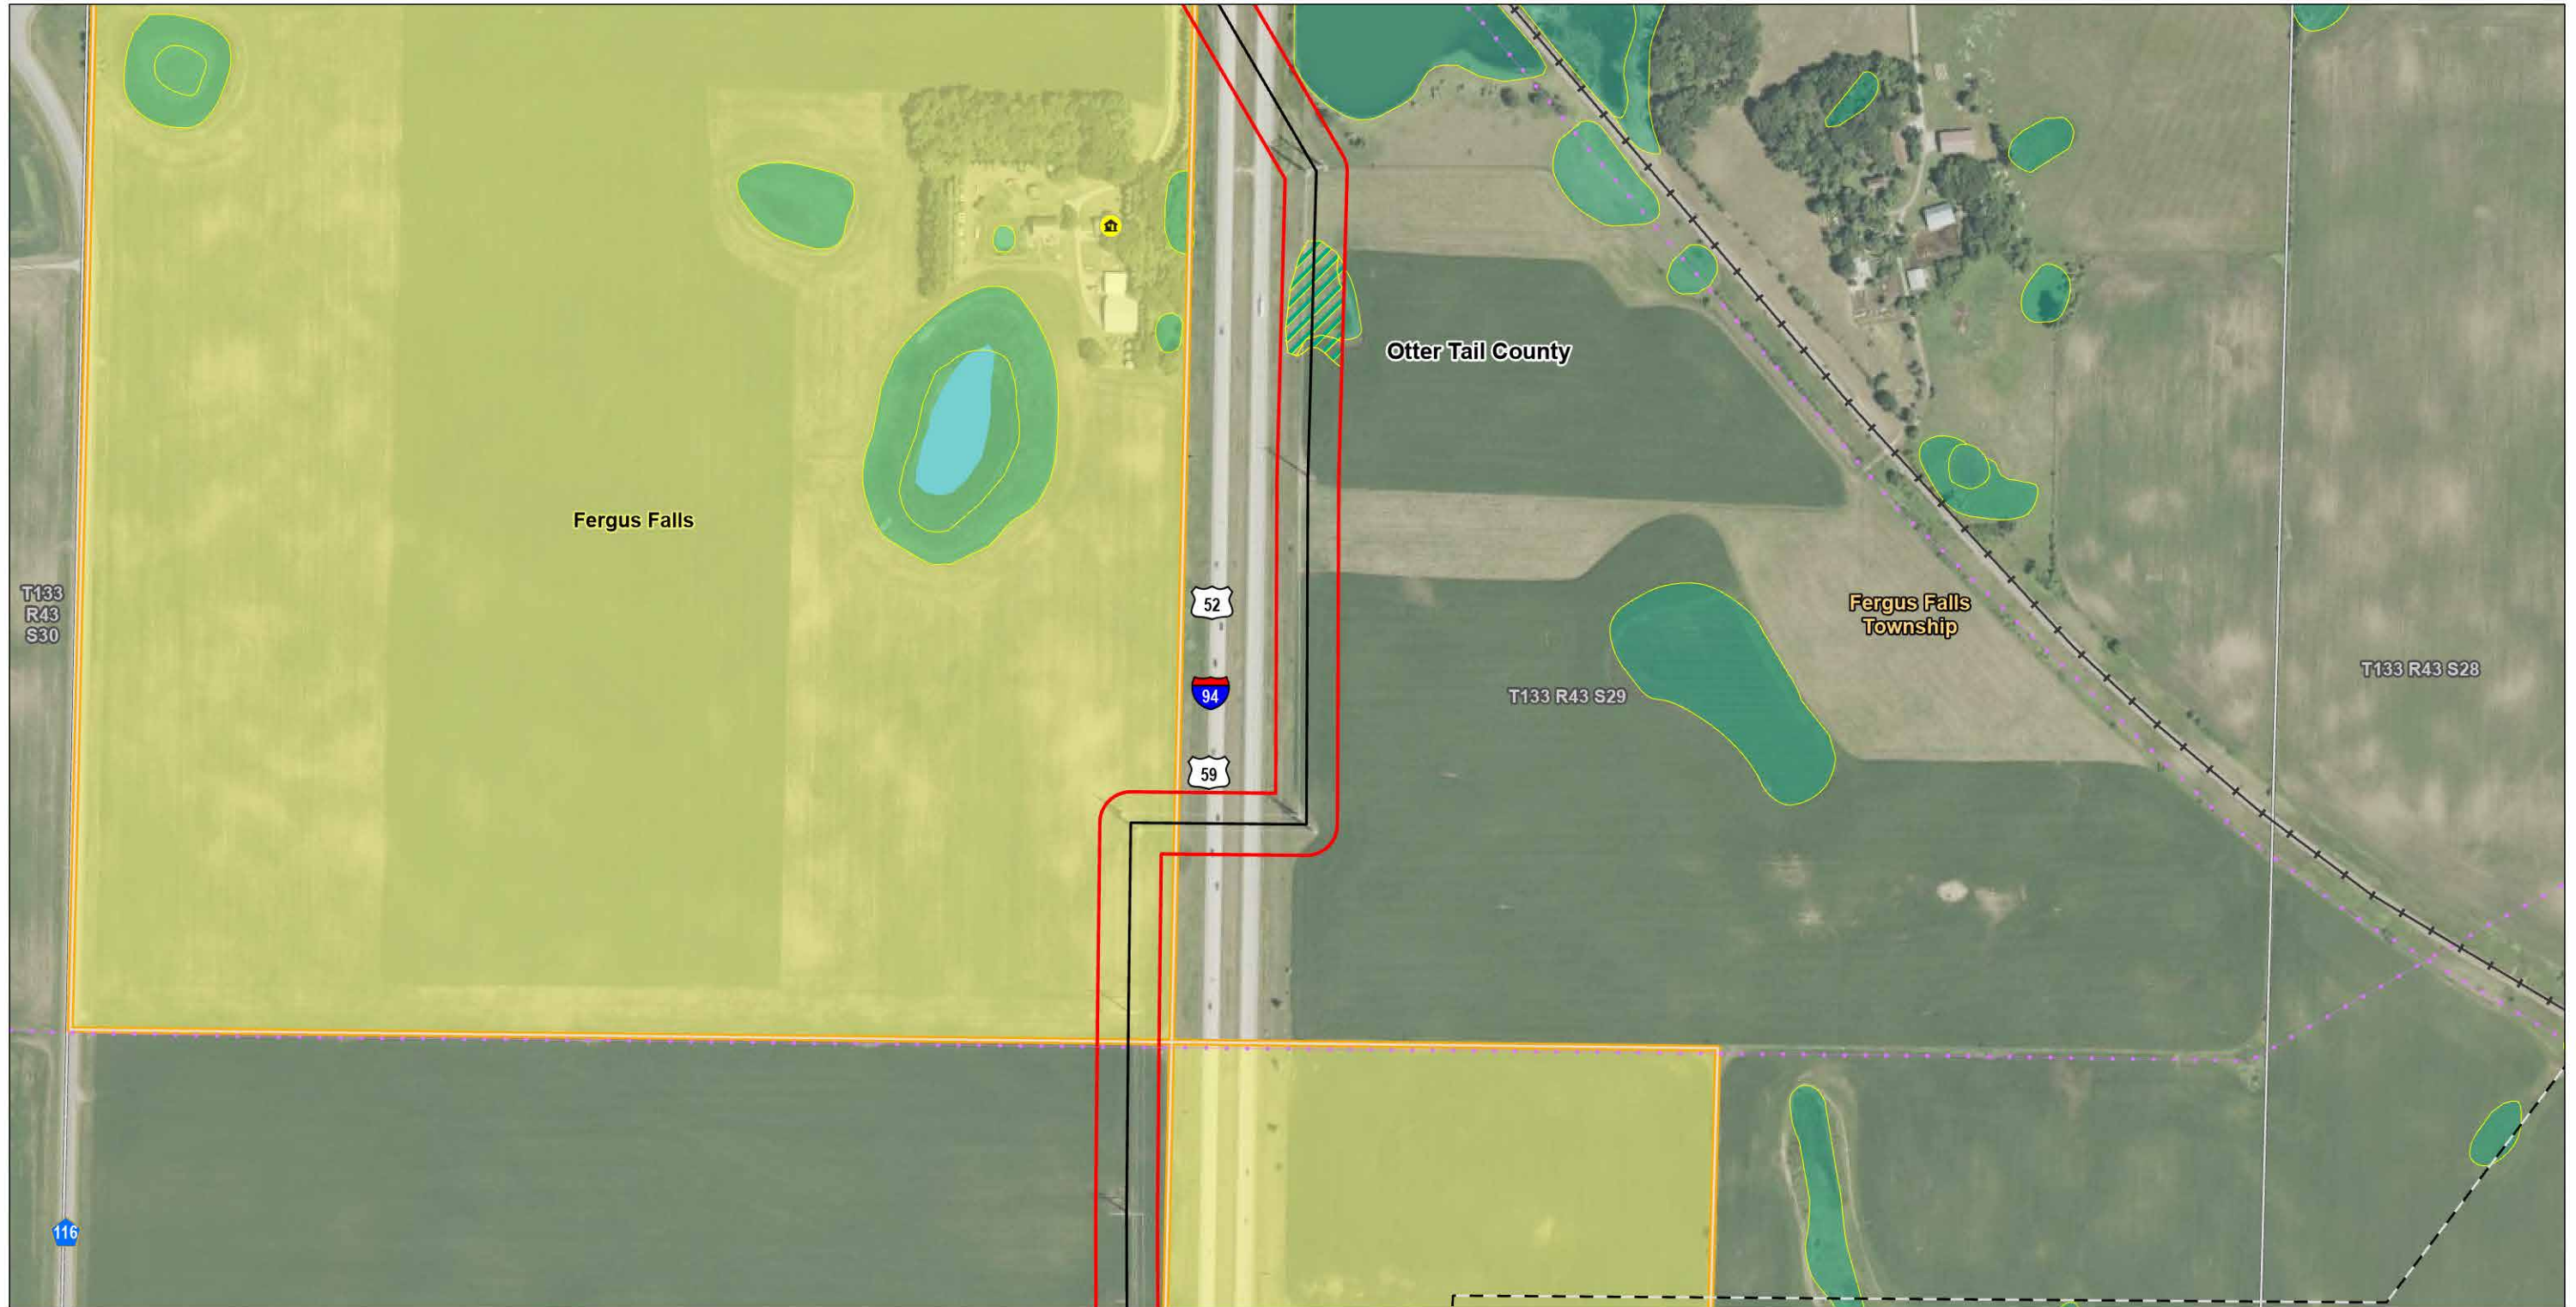 Otter Tail County
Fergus Falls
T133
R43
S30
52
Fergus Falls
Township
T133 R43 S28
94
T133 R43 S29
59
116